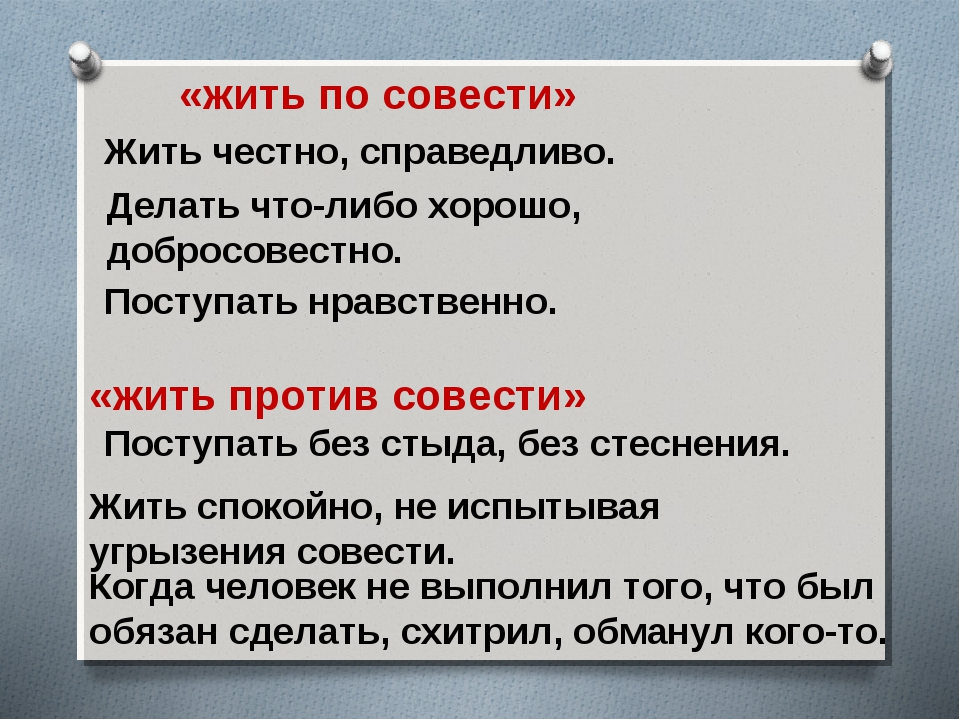 «жить по совести»
Жить честно, справедливо.
Делать что-либо хорошо,
добросовестно.
Поступать нравственно.
«жить против совести»
Поступать без стыда, без стеснения.
Жить спокойно, не испытывая
угрызения совести.
Когда человек не выполнил того, что был
обязан сделать, схитрил, обманул кого-то.